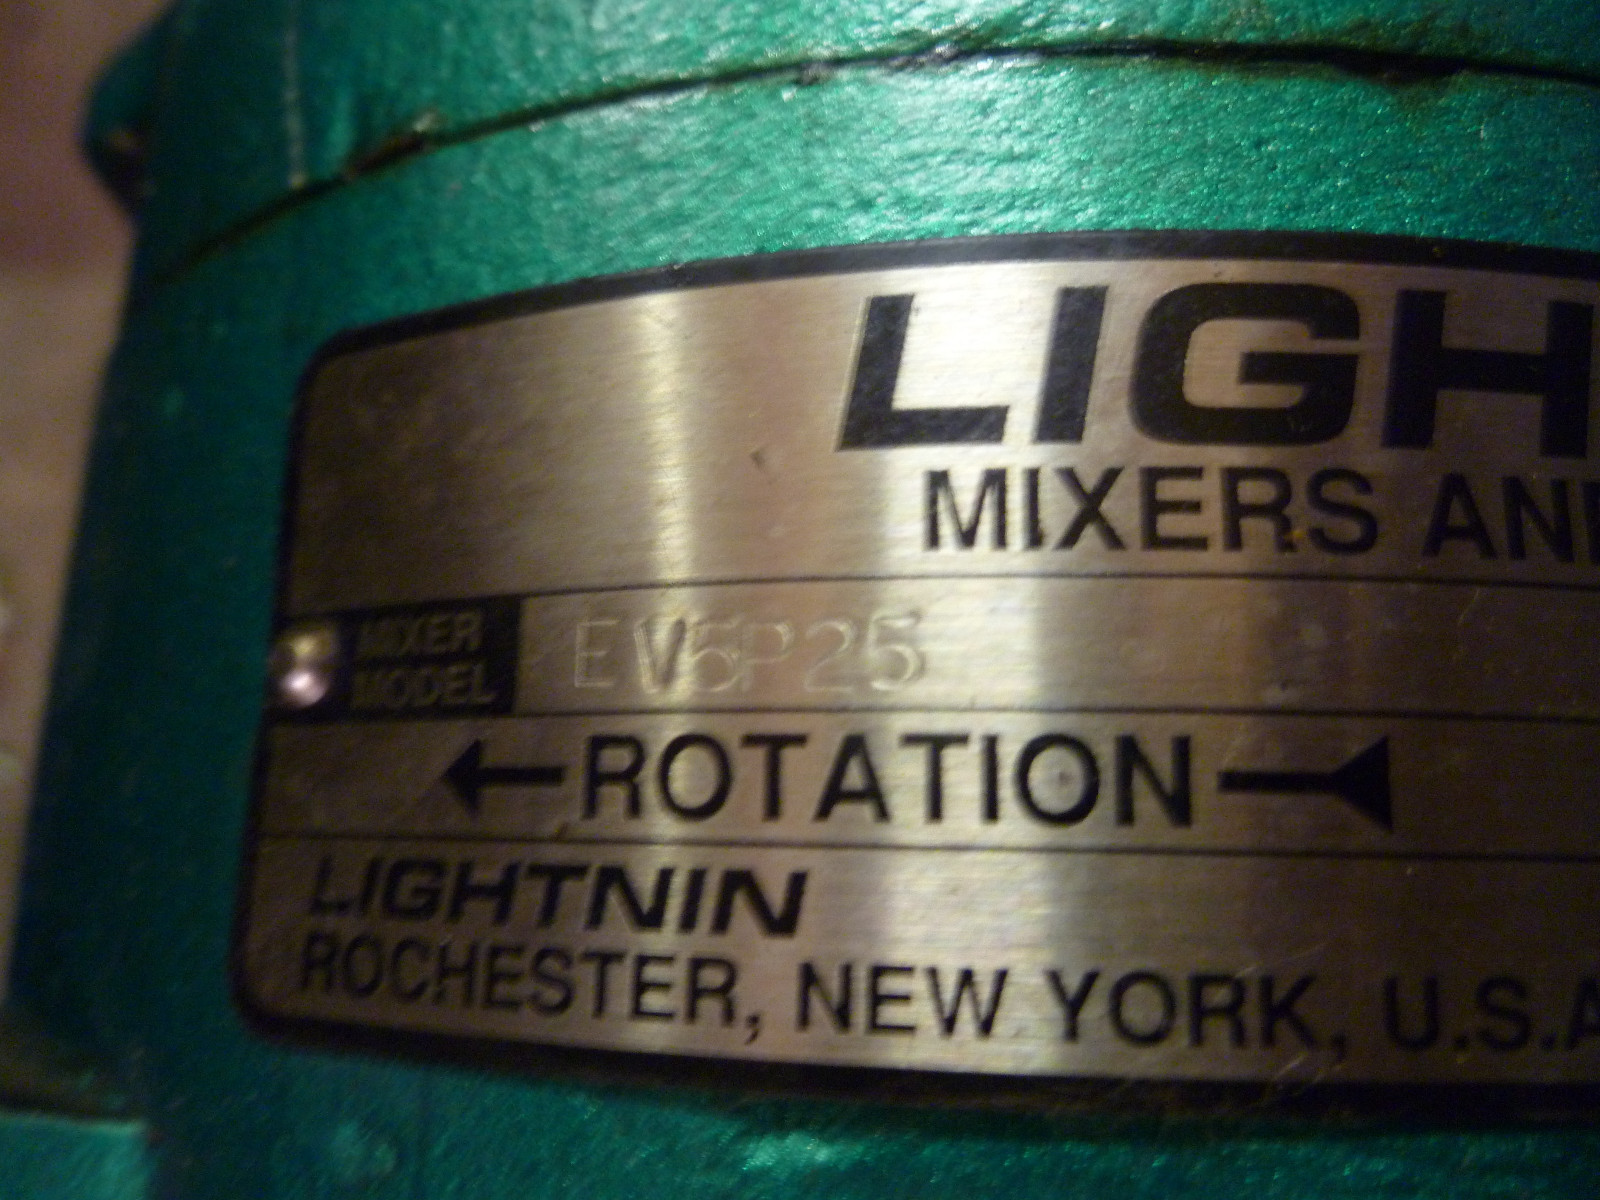 LIGH
MIXERS AN
MIXER
MODEL
EV5P25
←ROTATION→
LIGHTNIN
ROCHESTER, NEW YORK, U.S.A